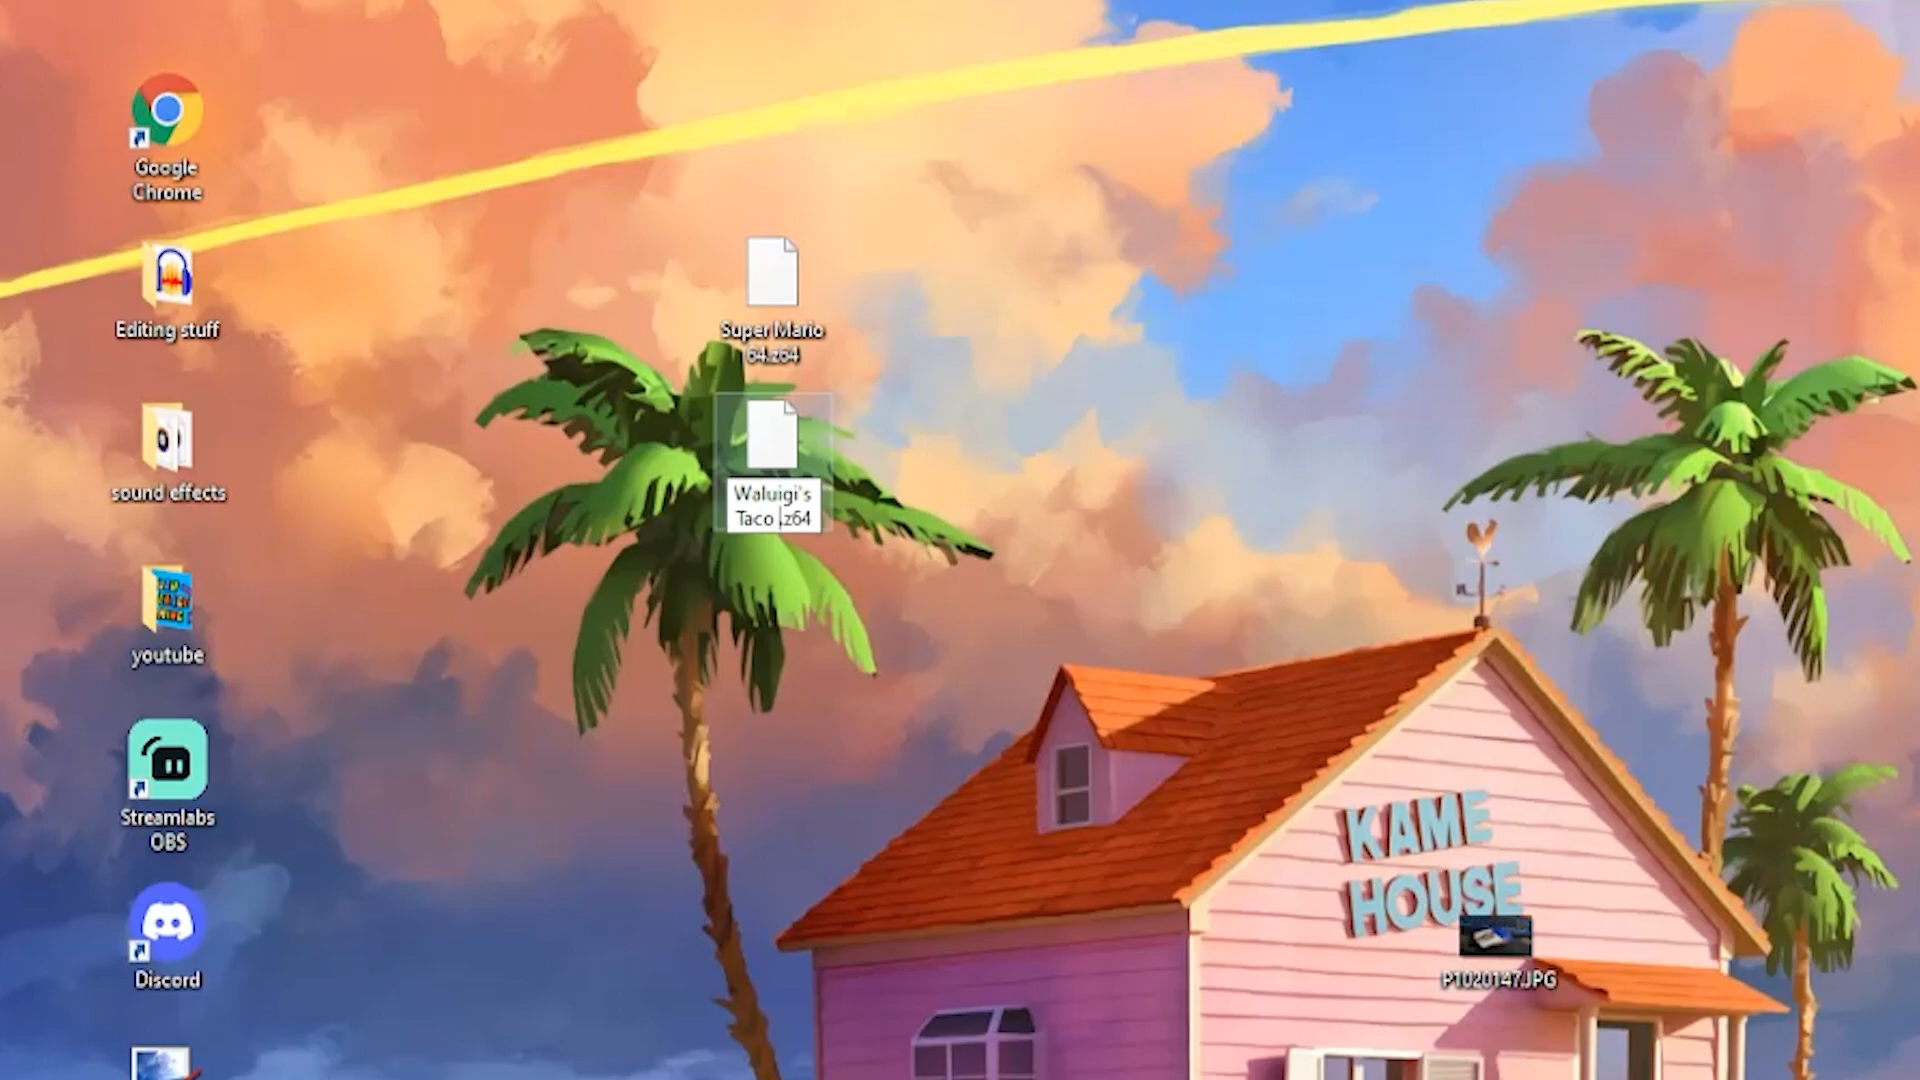 Google
Chrome
Editing stuff
sound effects
youtube
Streamlabs
OBS
Discord
Super Mario
64.z64
Waluigi's
Taco .z64
KAME
HOUSE
P1020147.JPG